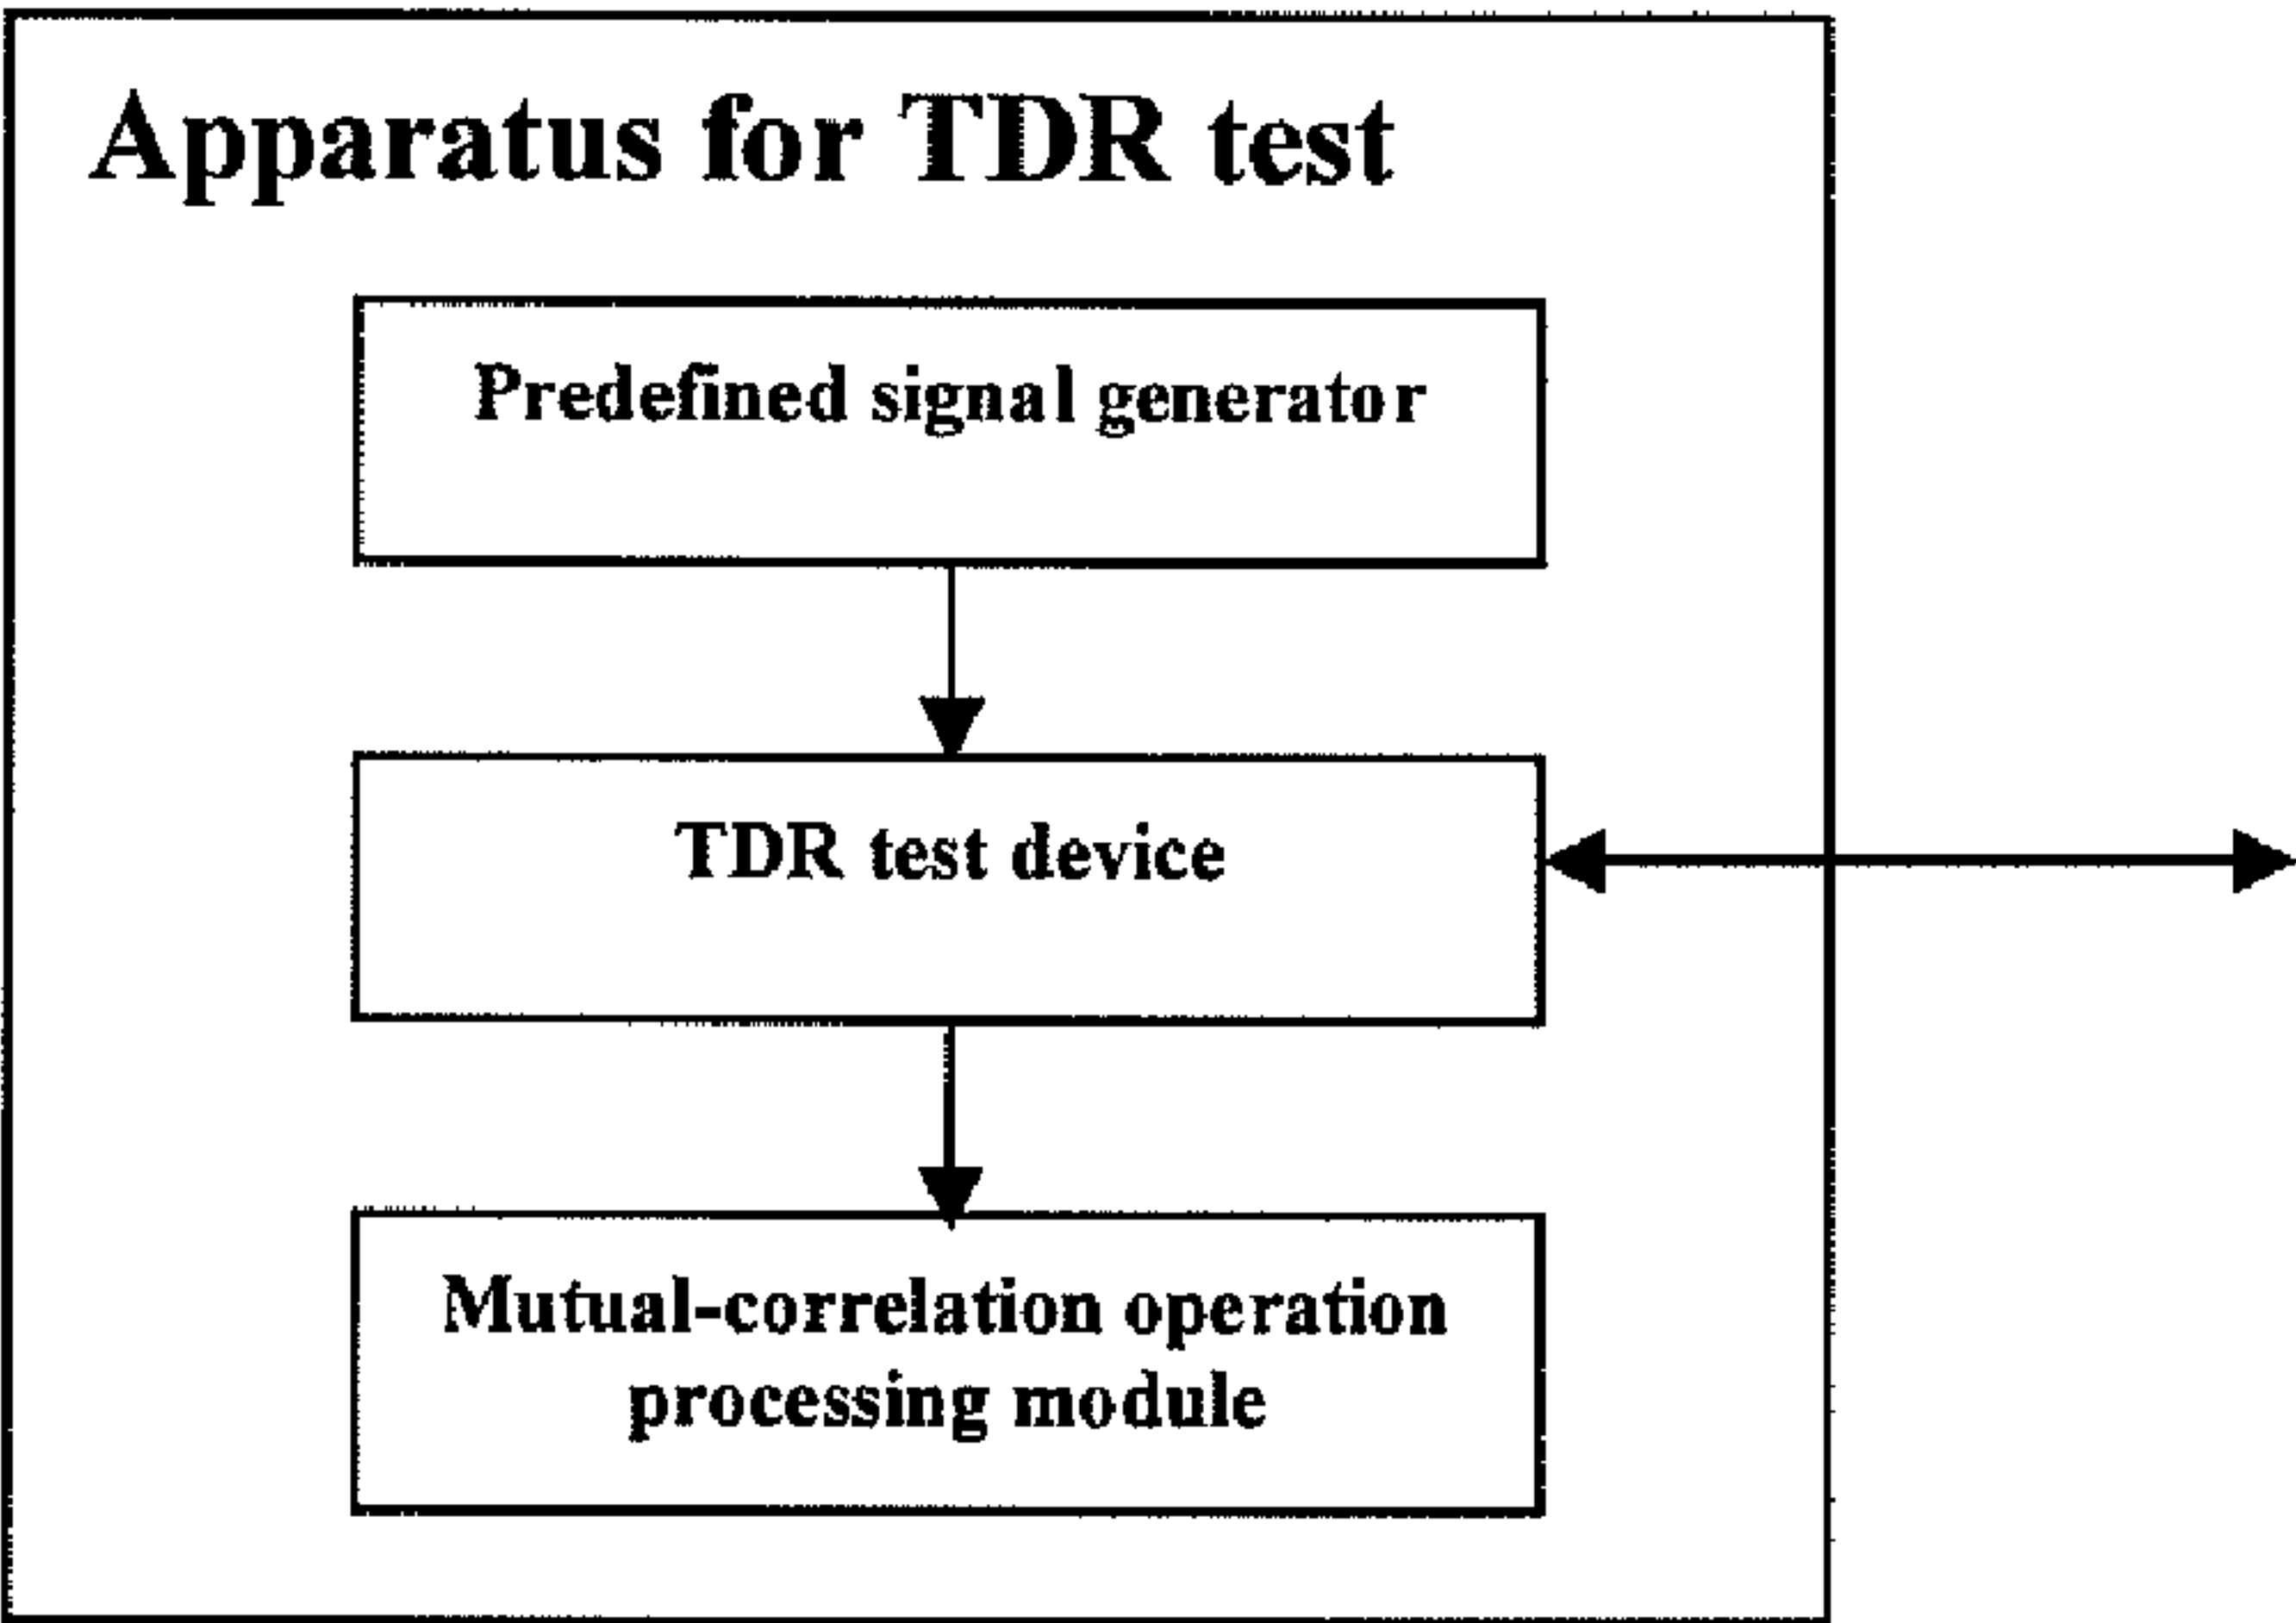 Apparatus for TDR test
Predefined signal generator
TDR test device
Mutual-correlation operation
processing module